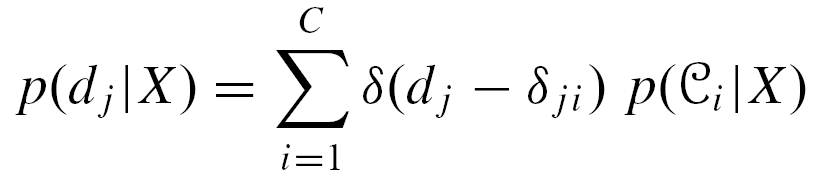 p(d_j|X) = \sum_{i=1}^{C} \delta(d_j - \delta_{ji}) p(\mathcal{C}_i|X)